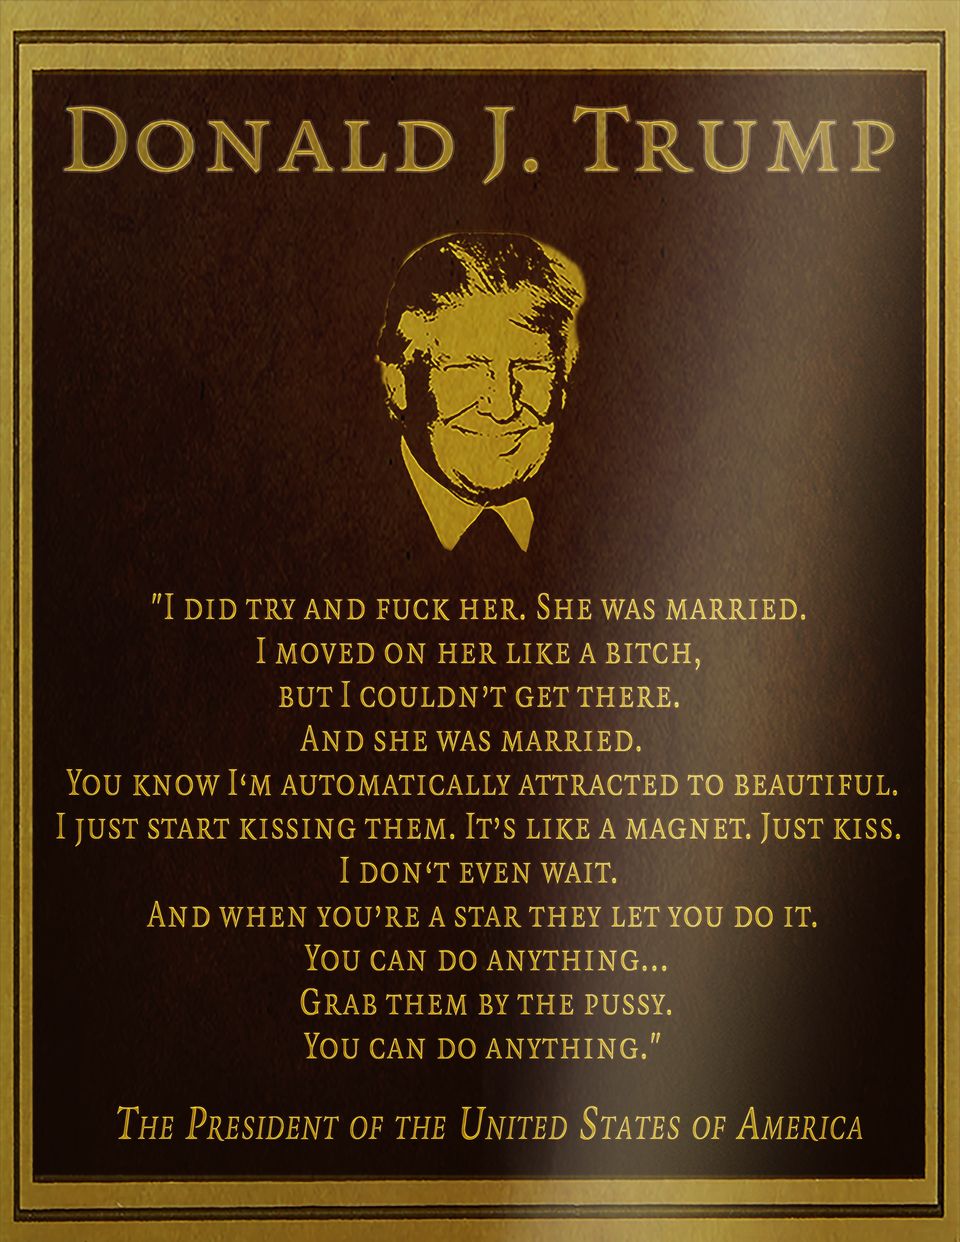 DONALD J. TRUMP
"I DID TRY AND FUCK HER. SHE WAS MARRIED.
I MOVED ON HER LIKE A BITCH,
BUT I COULDN’T GET THERE.
AND SHE WAS MARRIED.
YOU KNOW I‘M AUTOMATICALLY ATTRACTED TO BEAUTIFUL.
I JUST START KISSING THEM. IT’S LIKE A MAGNET. JUST KISS.
I DON‘T EVEN WAIT.
AND WHEN YOU’RE A STAR THEY LET YOU DO IT.
YOU CAN DO ANYTHING...
GRAB THEM BY THE PUSSY.
YOU CAN DO ANYTHING."
THE PRESIDENT OF THE UNITED STATES OF AMERICA